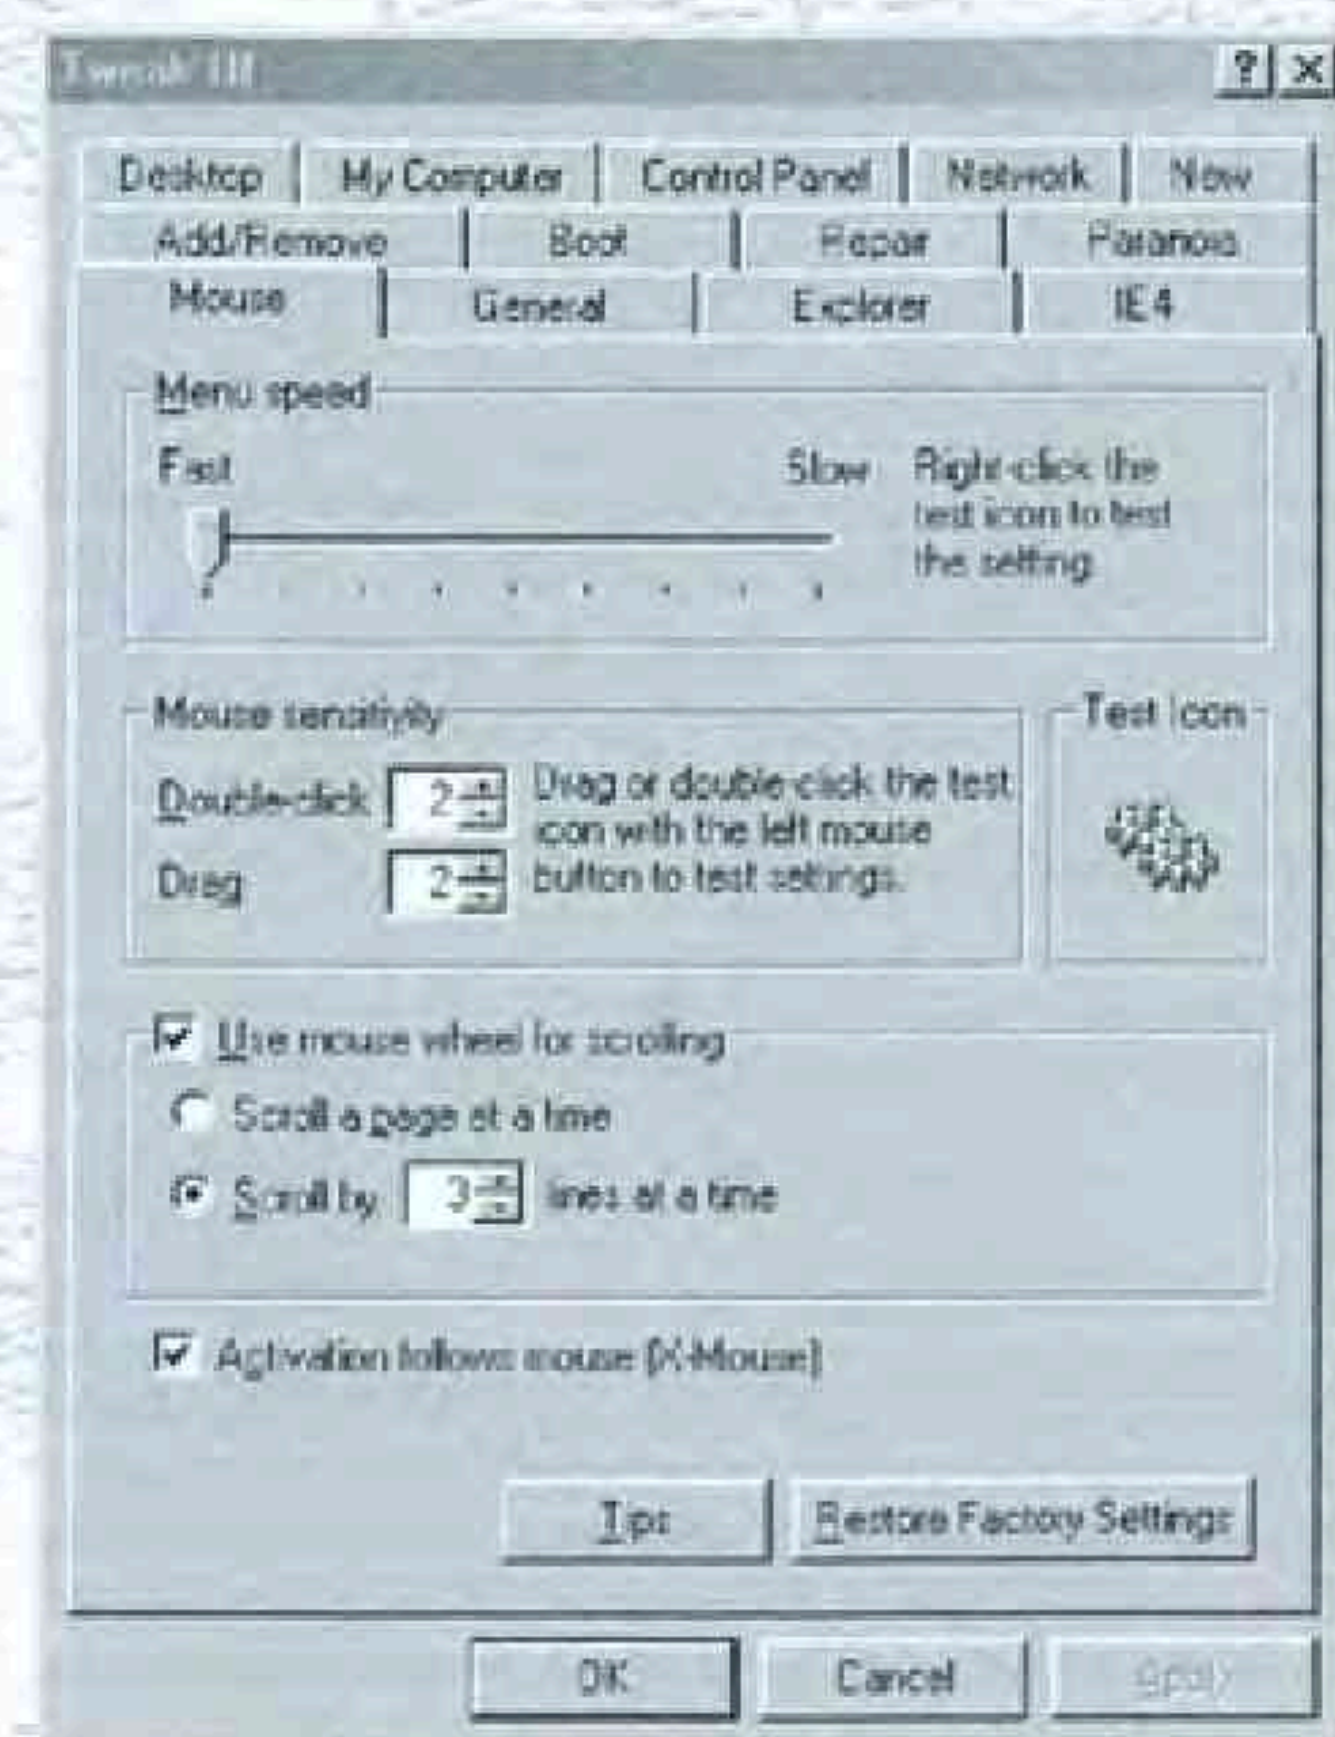 Tweak UI
? X
Desktop My Computer Control Panel Network New
Add/Remove Boot Repair Paranoia
Mouse General Explorer IE4
Menu speed
Fast Slow Right-click the
test icon to test
the setting.
Mouse sensitivity Test icon
Double-click 2 Drag or double-click the test
icon with the left mouse
Drag 2 button to test settings.
Use mouse wheel for scrolling
Scroll a page at a time
Scroll by 3 lines at a time
Activation follows mouse (X-Mouse)
Tips Restore Factory Settings
OK Cancel Apply